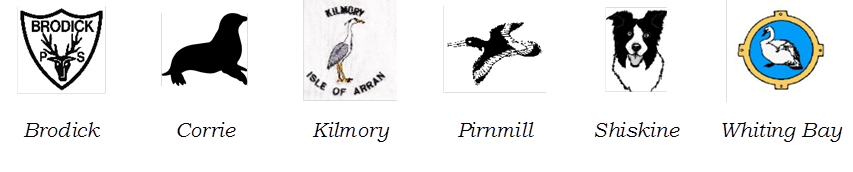 BRODICK
P S
KILMORY
ISLE OF ARRAN
Brodick Corrie Kilmory Pirnmill Shiskine Whiting Bay